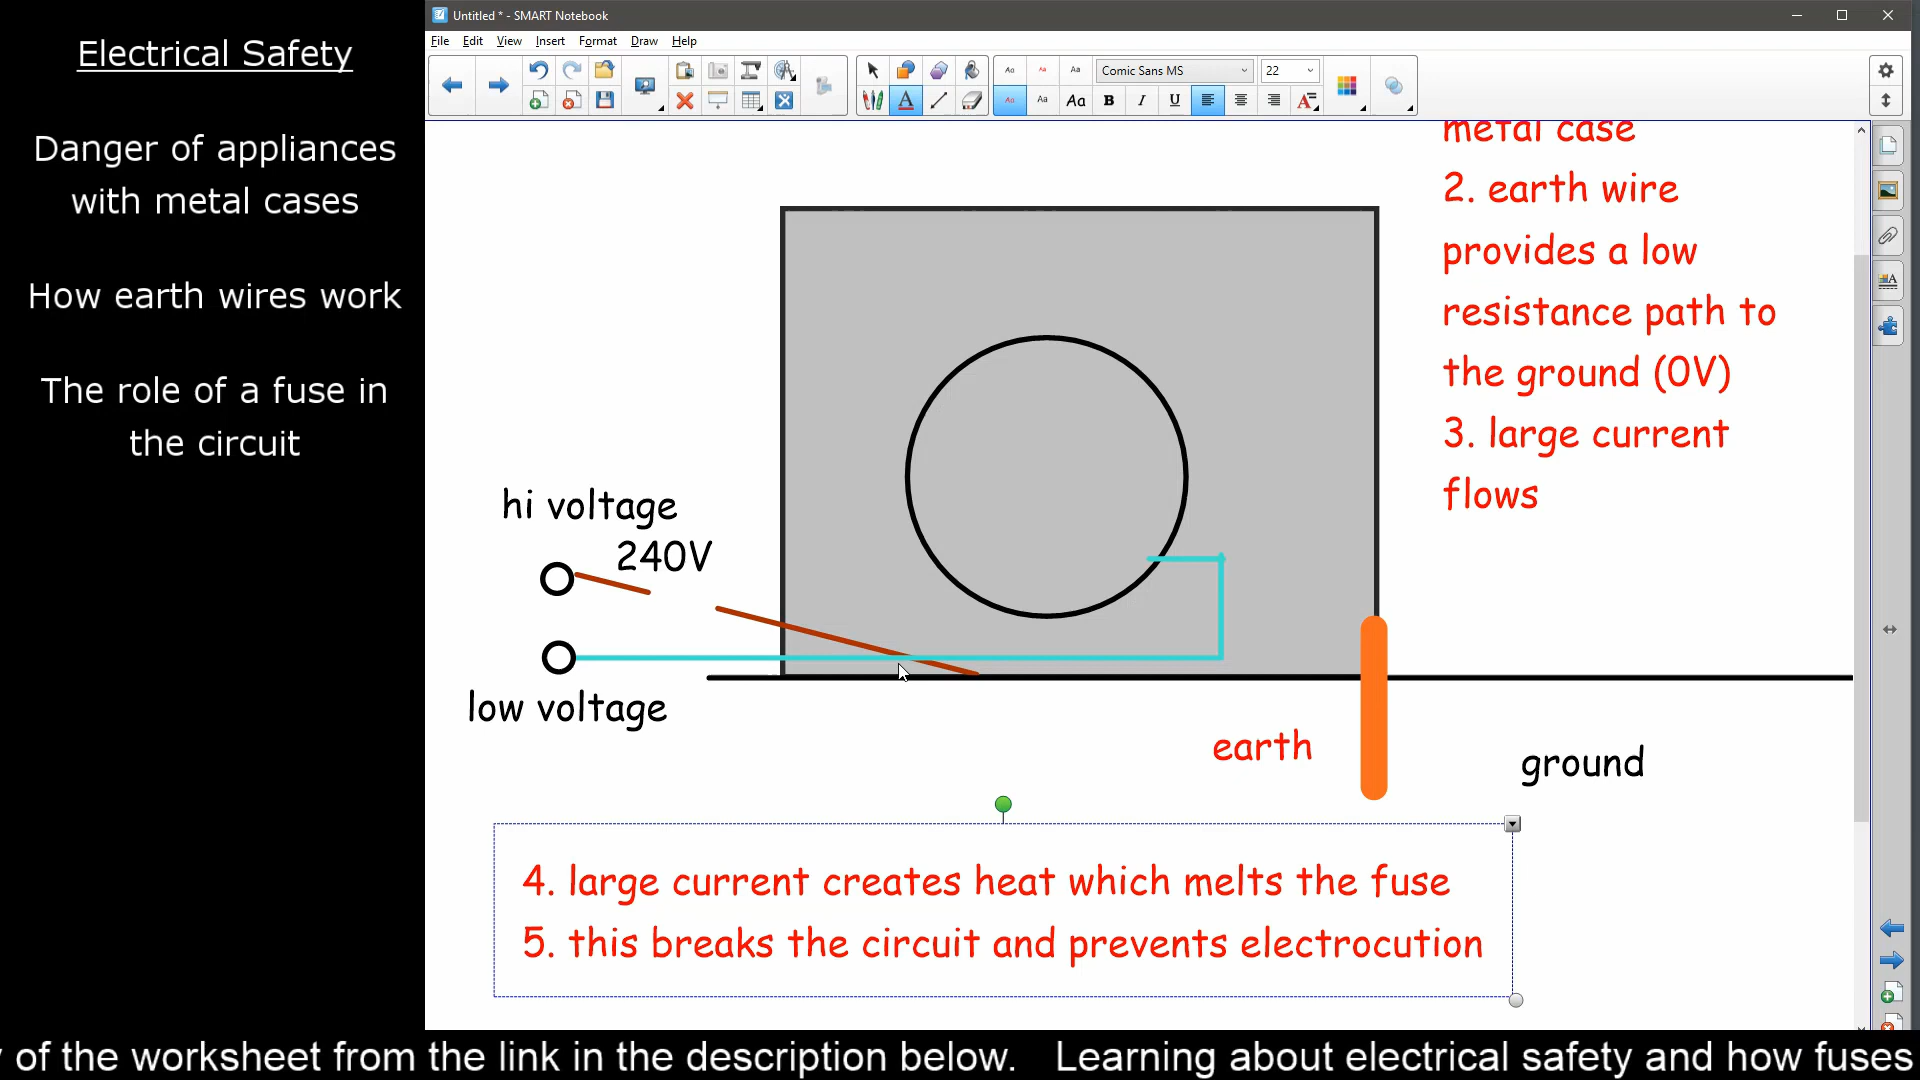 Electrical Safety
Danger of appliances
with metal cases
How earth wires work
The role of a fuse in
the circuit
Untitled * - SMART Notebook
File Edit View Insert Format Draw Help
Comic Sans MS
22
metal case
2. earth wire
provides a low
resistance path to
the ground (0V)
3. large current
flows
hi voltage
240V
low voltage
earth
ground
4. large current creates heat which melts the fuse
5. this breaks the circuit and prevents electrocution
of the worksheet from the link in the description below. Learning about electrical safety and how fuses